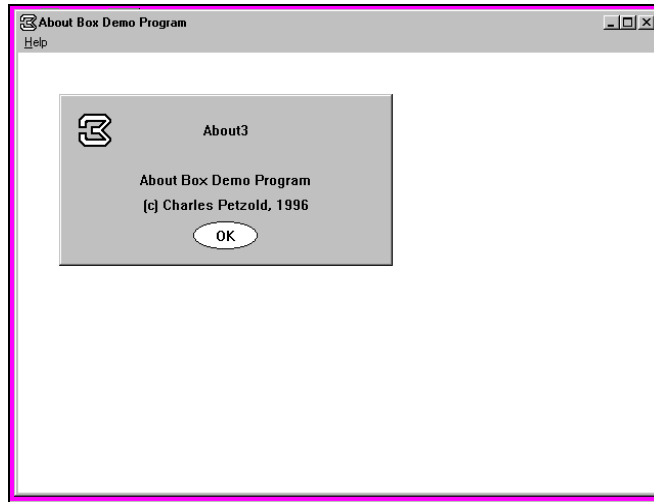 About Box Demo Program
Help
About3
About Box Demo Program
(c) Charles Petzold, 1996
OK